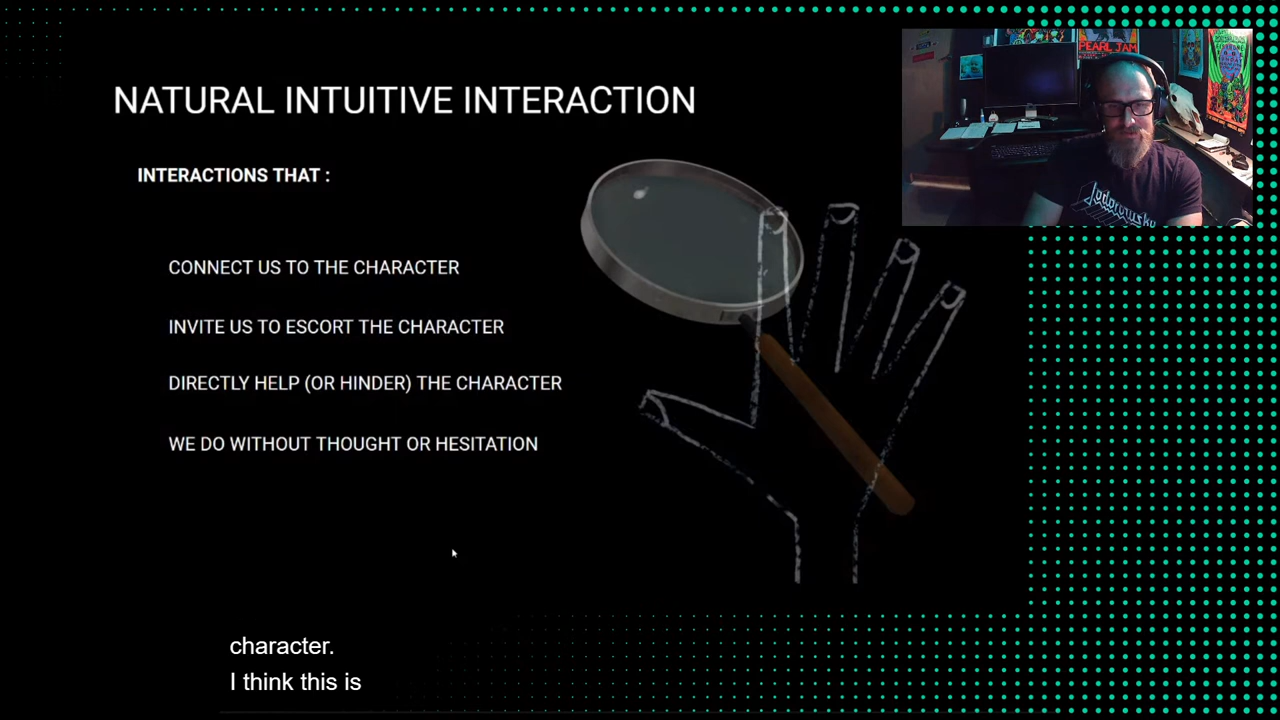 NATURAL INTUITIVE INTERACTION
INTERACTIONS THAT :
CONNECT US TO THE CHARACTER
INVITE US TO ESCORT THE CHARACTER
DIRECTLY HELP (OR HINDER) THE CHARACTER
WE DO WITHOUT THOUGHT OR HESITATION
PEARL JAM
Jodorowsky
character.
I think this is